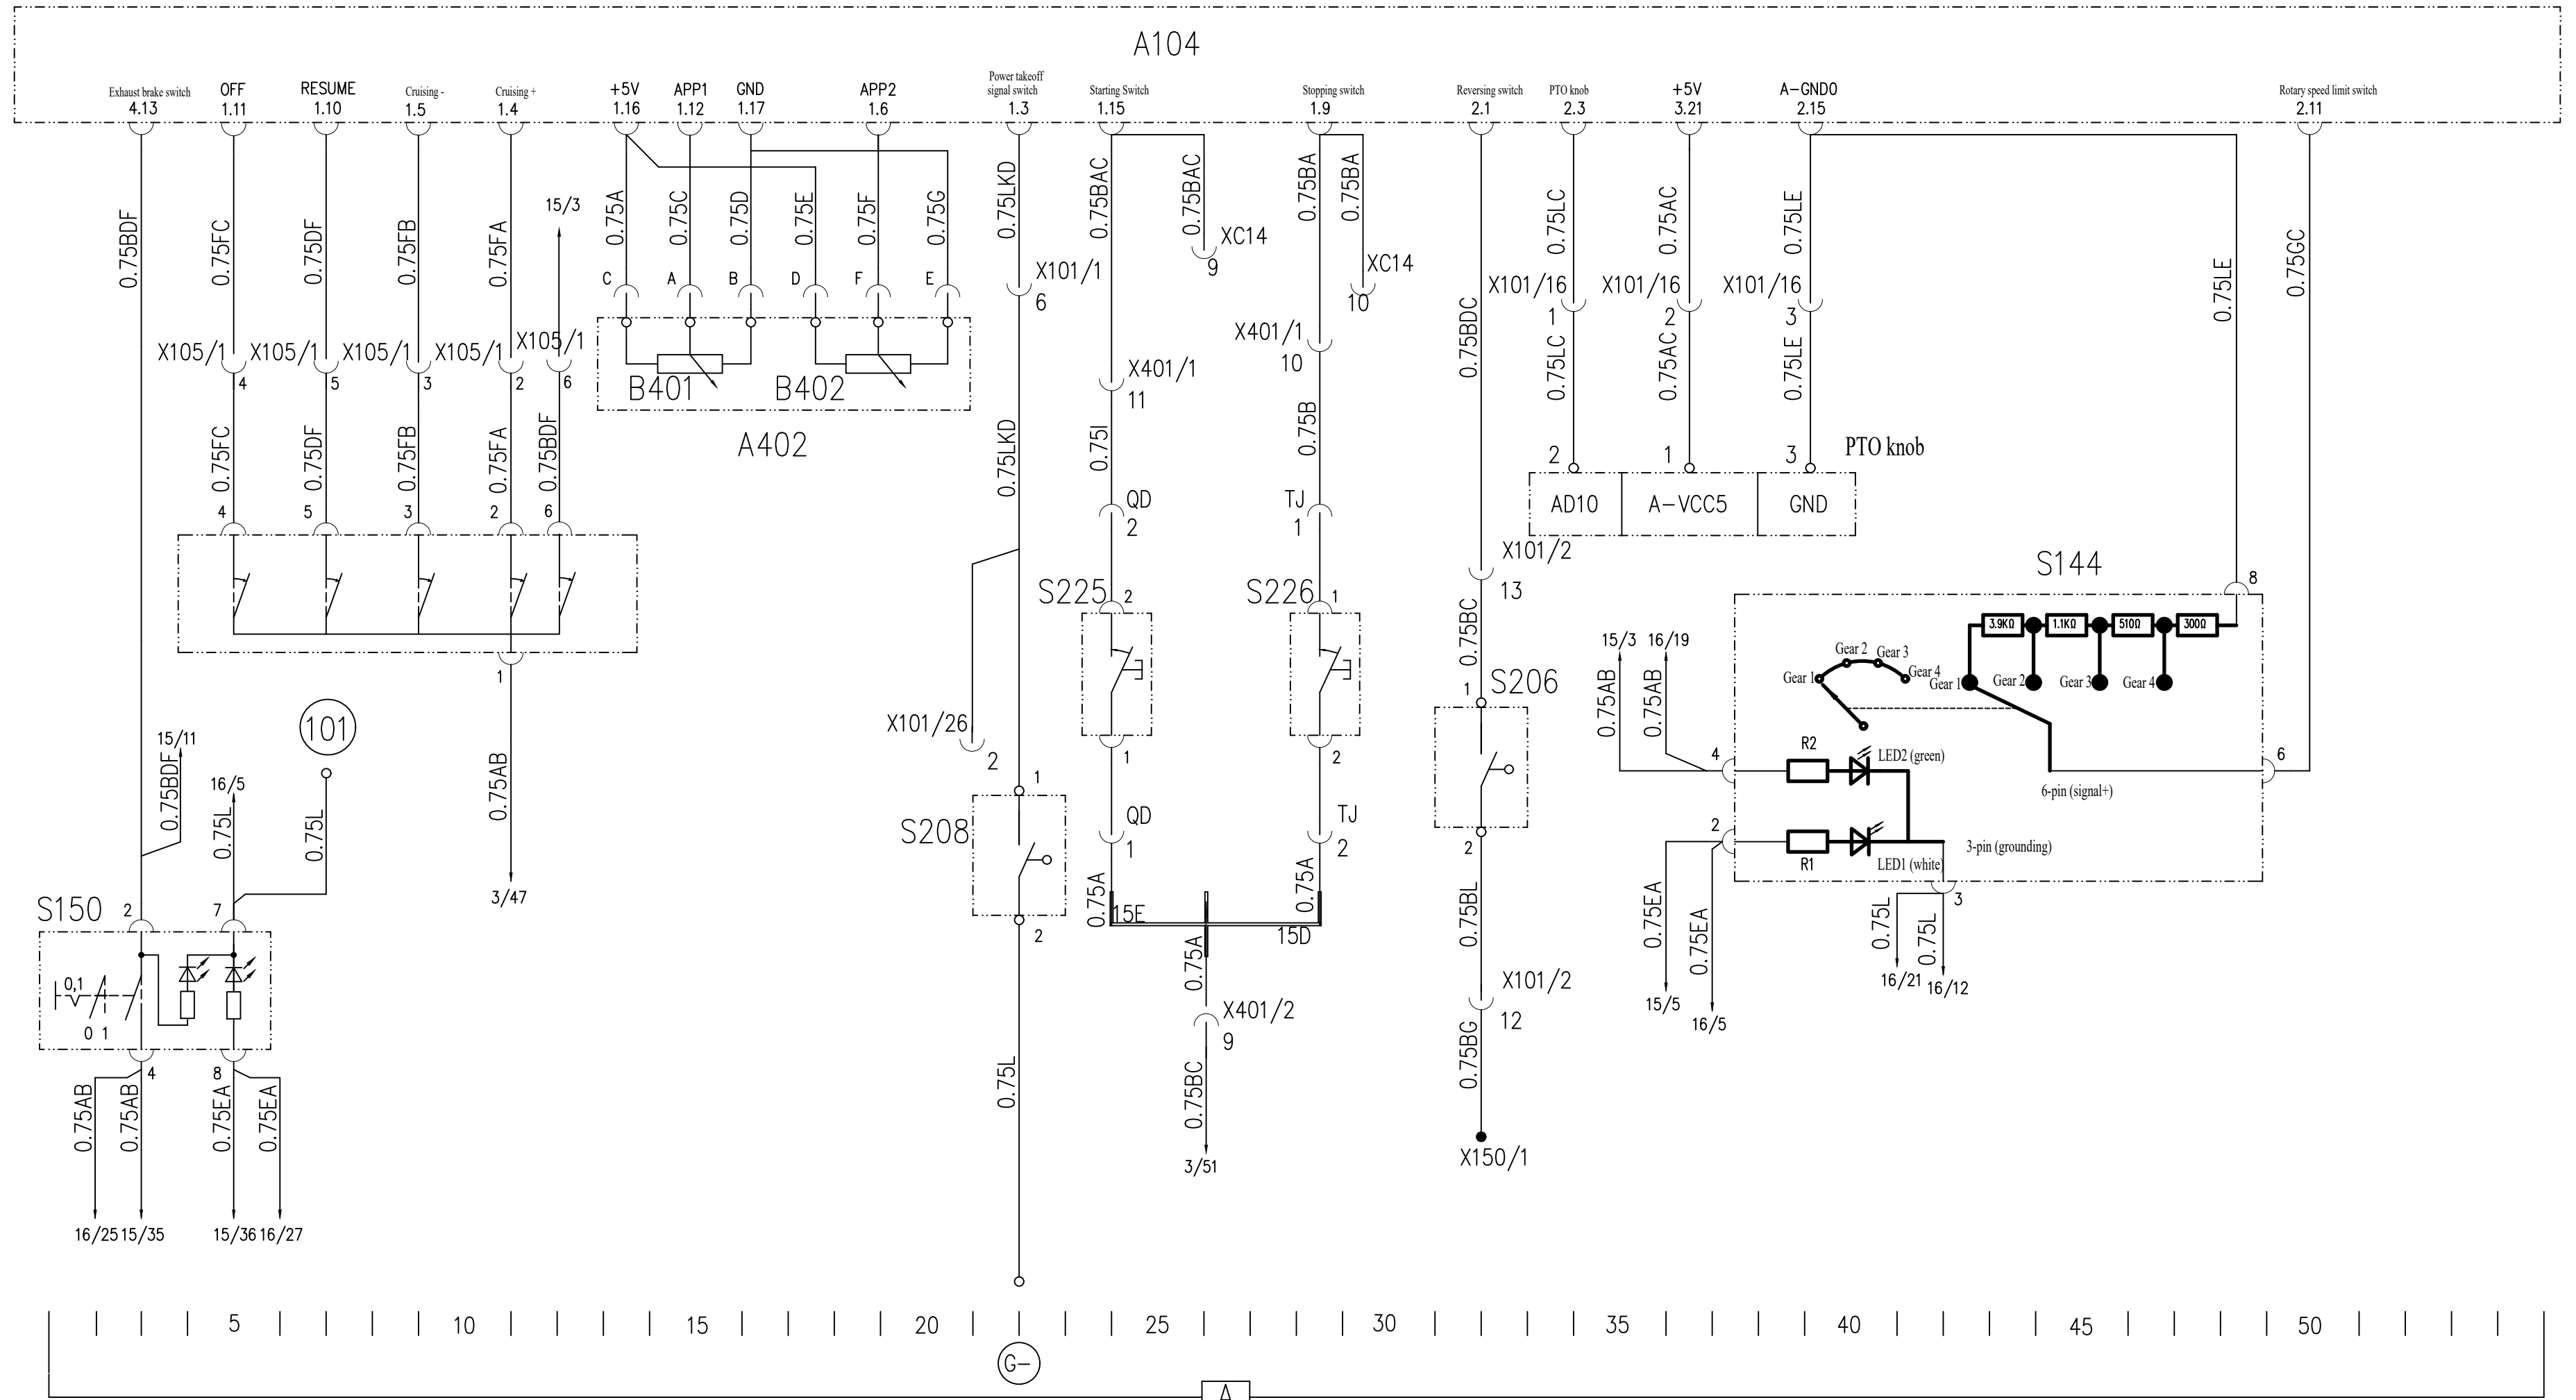 A104
Exhaust brake switch
4.13
OFF
1.11
RESUME
1.10
Cruising -
1.5
Cruising +
1.4
+5V
1.16
APP1
1.12
GND
1.17
APP2
1.6
Power takeoff
signal switch
1.3
Starting Switch
1.15
Stopping switch
1.9
Reversing switch
2.1
PTO knob
2.3
+5V
3.21
A-GND0
2.15
Rotary speed limit switch
2.11
0.75BDF
0.75FC
0.75DF
0.75FB
0.75FA
15/3
0.75A
0.75C
0.75D
0.75E
0.75F
0.75G
0.75LKD
0.75BAC
0.75BAC
0.75BA
0.75BA
0.75BDC
0.75LC
0.75AC
0.75LE
0.75LE
0.75GC
C
A
B
D
F
E
X101/1
6
XC14
9
XC14
10
X401/1
10
X401/1
11
X101/16
1
X101/16
2
X101/16
3
X105/1
4
X105/1
5
X105/1
3
X105/1
2
X105/1
6
B401
B402
A402
0.75FC
0.75DF
0.75FB
0.75FA
0.75BDF
0.75LKD
0.75I
0.75B
0.75LC
0.75AC
0.75LE
4
5
3
2
6
QD
2
TJ
1
2
1
3
PTO knob
AD10
A-VCC5
GND
X101/2
13
S225
2
S226
1
S144
8
3.9KΩ
1.1KΩ
510Ω
300Ω
Gear 1
Gear 2
Gear 3
Gear 4
Gear 1
Gear 2
Gear 3
Gear 4
0.75BC
15/3
16/19
0.75AB
0.75AB
1
S206
2
1
101
15/11
0.75BDF
16/5
0.75L
0.75L
0.75AB
3/47
X101/26
2
1
S208
2
1
2
QD
1
TJ
2
4
R2
LED2 (green)
6
6-pin (signal+)
2
R1
LED1 (white)
3-pin (grounding)
3
0.75EA
0.75EA
15/5
16/5
0.75L
0.75L
16/21
16/12
S150
2
7
0,1
0 1
4
8
0.75A
15E
0.75A
15D
0.75A
0.75BL
X401/2
9
X101/2
12
0.75AB
0.75AB
0.75EA
0.75EA
0.75L
0.75BC
0.75BG
3/51
X150/1
16/25
15/35
15/36
16/27
5
10
15
20
25
30
35
40
45
50
G-
A